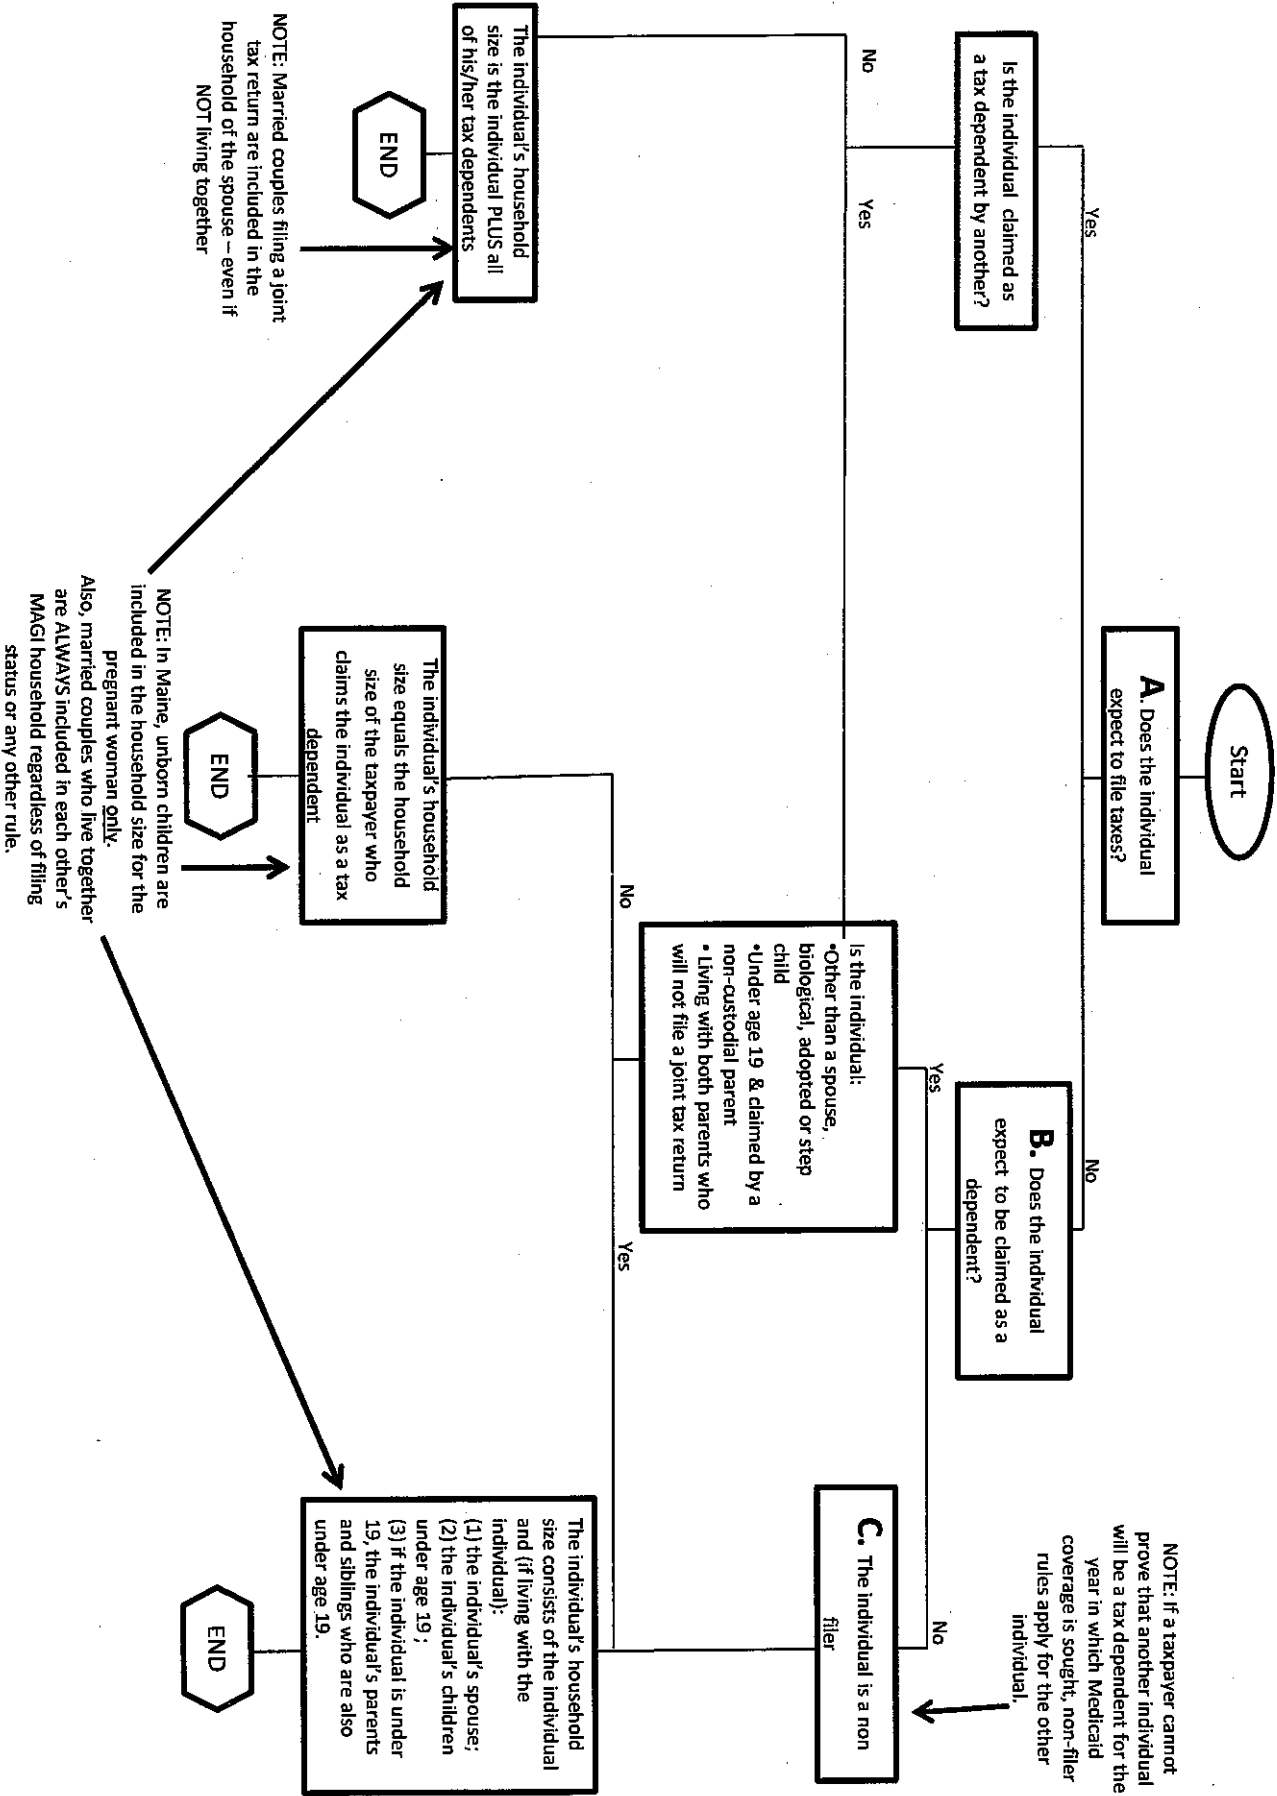 Start
A. Does the individual
expect to file taxes?
Yes
No
Is the individual claimed as
a tax dependent by another?
No
Yes
B. Does the individual
expect to be claimed as a
dependent?
Yes
No
NOTE: If a taxpayer cannot
prove that another individual
will be a tax dependent for the
year in which Medicaid
coverage is sought, non-filer
rules apply for the other
individual.
C. The individual is a non
filer
Is the individual:
•Other than a spouse,
biological, adopted or step
child
•Under age 19 & claimed by a
non-custodial parent
• Living with both parents who
will not file a joint tax return
No
Yes
The individual's household
size is the individual PLUS all
of his/her tax dependents
END
NOTE: Married couples filing a joint
tax return are included in the
household of the spouse – even if
NOT living together
The individual's household
size equals the household
size of the taxpayer who
claims the individual as a tax
dependent
END
The individual's household
size consists of the individual
and (if living with the
individual):
(1) the individual's spouse;
(2) the individual's children
under age 19 ;
(3) if the individual is under
19, the individual's parents
and siblings who are also
under age 19.
END
NOTE: In Maine, unborn children are
included in the household size for the
pregnant woman only.
Also, married couples who live together
are ALWAYS included in each other's
MAGI household regardless of filing
status or any other rule.